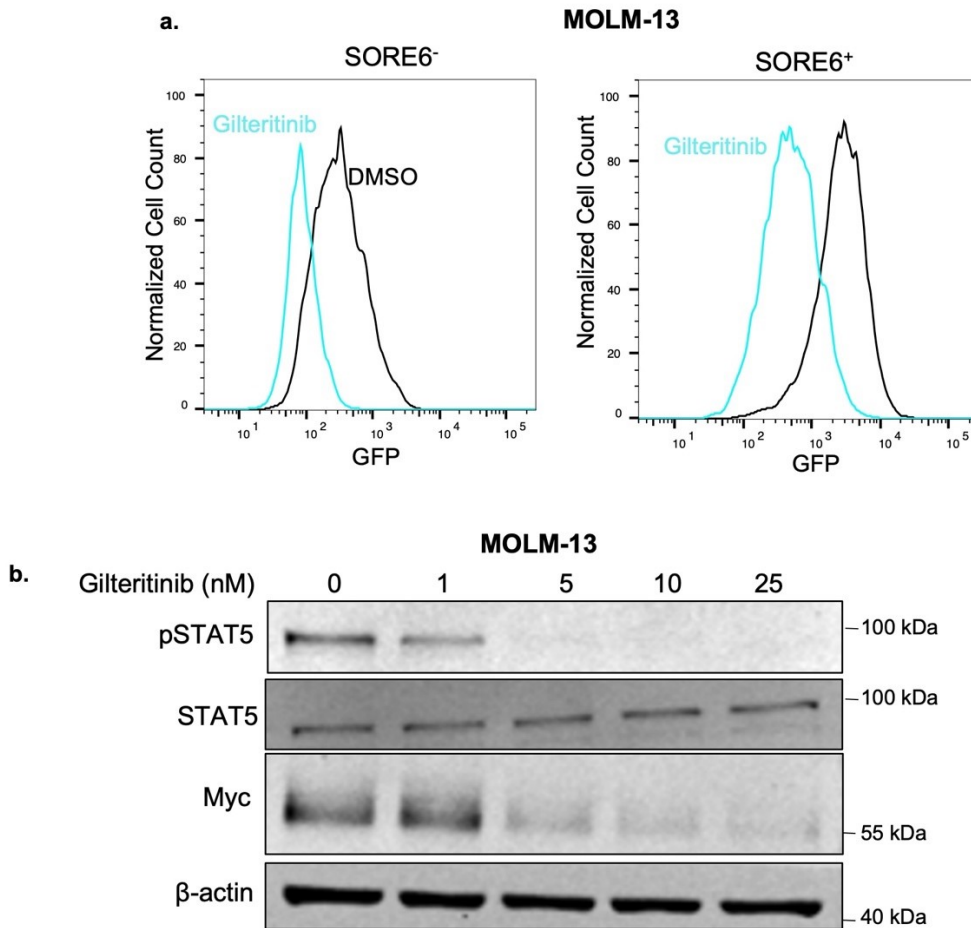 a.
MOLM-13
SORE6⁻
SORE6⁺
Normalized Cell Count
100
80
60
40
20
0
Gilteritinib
DMSO
10¹ 10² 10³ 10⁴ 10⁵
GFP
Normalized Cell Count
100
80
60
40
20
0
Gilteritinib
10¹ 10² 10³ 10⁴ 10⁵
GFP
b.
MOLM-13
Gilteritinib (nM) 0 1 5 10 25
pSTAT5
100 kDa
STAT5
100 kDa
Myc
55 kDa
β-actin
40 kDa